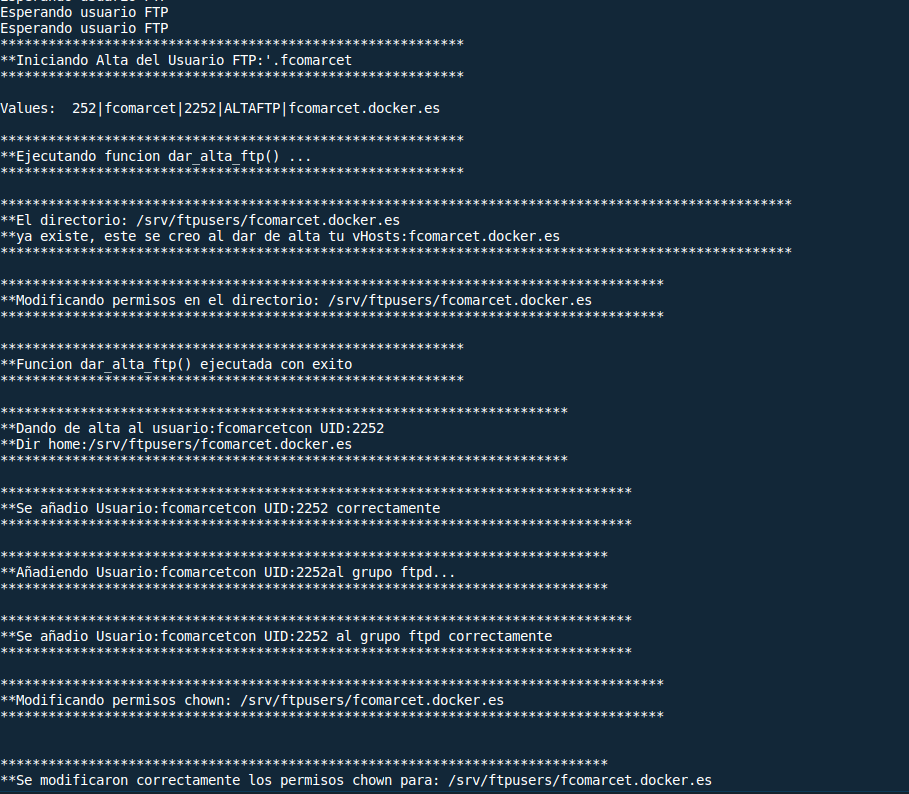 Esperando usuario FTP
Esperando usuario FTP
**********************************************************
**Iniciando Alta del Usuario FTP:'.fcomarcet
**********************************************************
Values:  252|fcomarcet|2252|ALTAFTP|fcomarcet.docker.es
**********************************************************
**Ejecutando funcion dar_alta_ftp() ...
**********************************************************
***************************************************************************************************
**El directorio: /srv/ftpusers/fcomarcet.docker.es
**ya existe, este se creo al dar de alta tu vHosts:fcomarcet.docker.es
***************************************************************************************************
***********************************************************************************
**Modificando permisos en el directorio: /srv/ftpusers/fcomarcet.docker.es
***********************************************************************************
**********************************************************
**Funcion dar_alta_ftp() ejecutada con exito
**********************************************************
***********************************************************************
**Dando de alta al usuario:fcomarcetcon UID:2252
**Dir home:/srv/ftpusers/fcomarcet.docker.es
***********************************************************************
*******************************************************************************
**Se añadio Usuario:fcomarcetcon UID:2252 correctamente
*******************************************************************************
****************************************************************************
**Añadiendo Usuario:fcomarcetcon UID:2252al grupo ftpd...
****************************************************************************
*******************************************************************************
**Se añadio Usuario:fcomarcetcon UID:2252 al grupo ftpd correctamente
*******************************************************************************
***********************************************************************************
**Modificando permisos chown: /srv/ftpusers/fcomarcet.docker.es
***********************************************************************************
****************************************************************************
**Se modificaron correctamente los permisos chown para: /srv/ftpusers/fcomarcet.docker.es